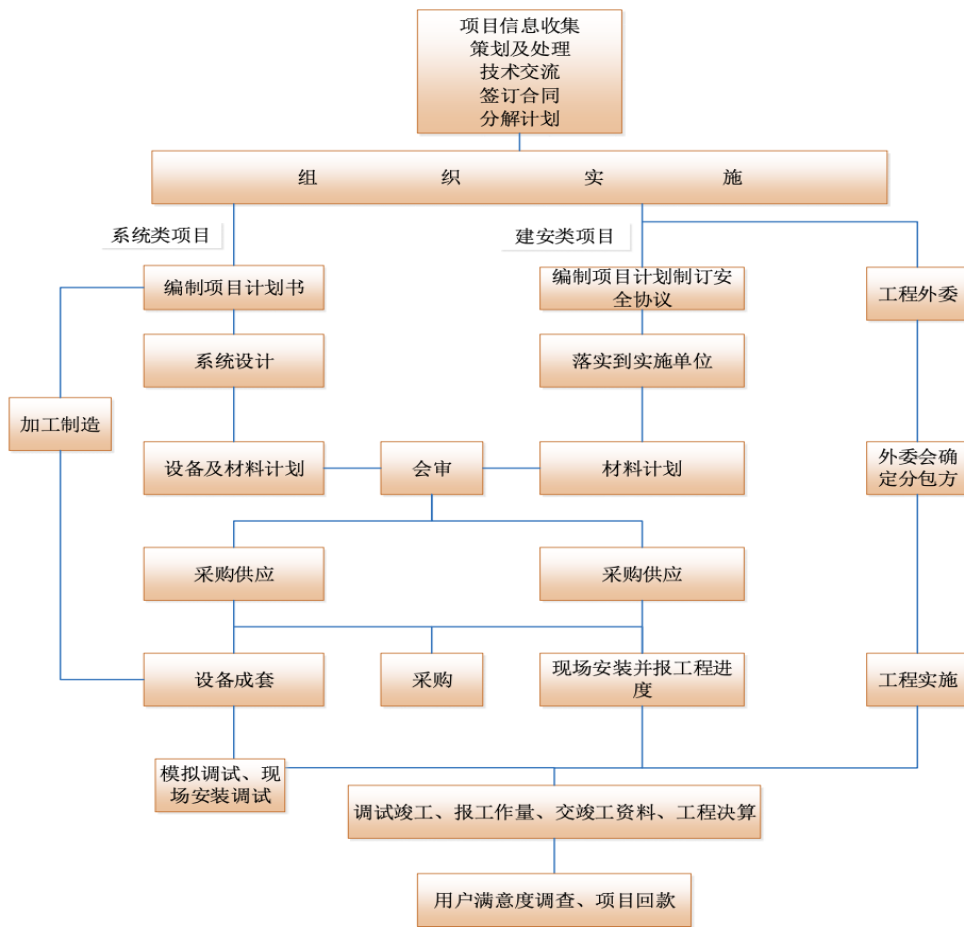 项目信息收集
策划及处理
技术交流
签订合同
分解计划
组 织 实 施
系统类项目
建安类项目
编制项目计划书
编制项目计划制订安
全协议
工程外委
系统设计
落实到实施单位
加工制造
设备及材料计划
会审
材料计划
外委会确
定分包方
采购供应
采购供应
设备成套
采购
现场安装并报工程进
度
工程实施
模拟调试、现
场安装调试
调试竣工、报工作量、交竣工资料、工程决算
用户满意度调查、项目回款